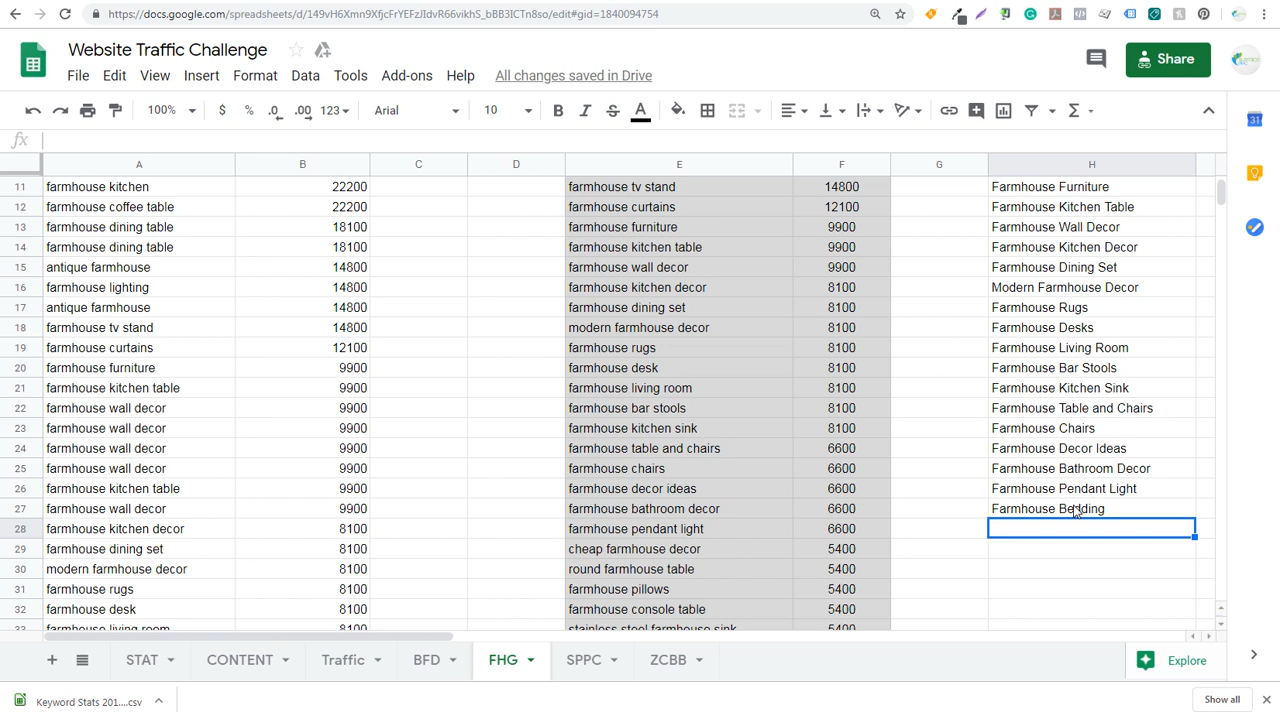 https://docs.google.com/spreadsheets/d/149vH6Xmn9XfjcFrYEFzJIdvR66vikhS_bBB3ICTn8so/edit#gid=1840094754
Website Traffic Challenge
File Edit View Insert Format Data Tools Add-ons Help All changes saved in Drive
Share
100% $ % .0 .00 123 Arial 10 B I S A
fx
A B C D E F G H
11 farmhouse kitchen 22200 farmhouse tv stand 14800 Farmhouse Furniture
12 farmhouse coffee table 22200 farmhouse curtains 12100 Farmhouse Kitchen Table
13 farmhouse dining table 18100 farmhouse furniture 9900 Farmhouse Wall Decor
14 farmhouse dining table 18100 farmhouse kitchen table 9900 Farmhouse Kitchen Decor
15 antique farmhouse 14800 farmhouse wall decor 9900 Farmhouse Dining Set
16 farmhouse lighting 14800 farmhouse kitchen decor 8100 Modern Farmhouse Decor
17 antique farmhouse 14800 farmhouse dining set 8100 Farmhouse Rugs
18 farmhouse tv stand 14800 modern farmhouse decor 8100 Farmhouse Desks
19 farmhouse curtains 12100 farmhouse rugs 8100 Farmhouse Living Room
20 farmhouse furniture 9900 farmhouse desk 8100 Farmhouse Bar Stools
21 farmhouse kitchen table 9900 farmhouse living room 8100 Farmhouse Kitchen Sink
22 farmhouse wall decor 9900 farmhouse bar stools 8100 Farmhouse Table and Chairs
23 farmhouse wall decor 9900 farmhouse kitchen sink 8100 Farmhouse Chairs
24 farmhouse wall decor 9900 farmhouse table and chairs 6600 Farmhouse Decor Ideas
25 farmhouse wall decor 9900 farmhouse chairs 6600 Farmhouse Bathroom Decor
26 farmhouse kitchen table 9900 farmhouse decor ideas 6600 Farmhouse Pendant Light
27 farmhouse wall decor 9900 farmhouse bathroom decor 6600 Farmhouse Bedding
28 farmhouse kitchen decor 8100 farmhouse pendant light 6600
29 farmhouse dining set 8100 cheap farmhouse decor 5400
30 modern farmhouse decor 8100 round farmhouse table 5400
31 farmhouse rugs 8100 farmhouse pillows 5400
32 farmhouse desk 8100 farmhouse console table 5400
33 farmhouse living room 8100 stainless steel farmhouse sink 5400
STAT CONTENT Traffic BFD FHG SPPC ZCBB Explore
Keyword Stats 201....csv Show all